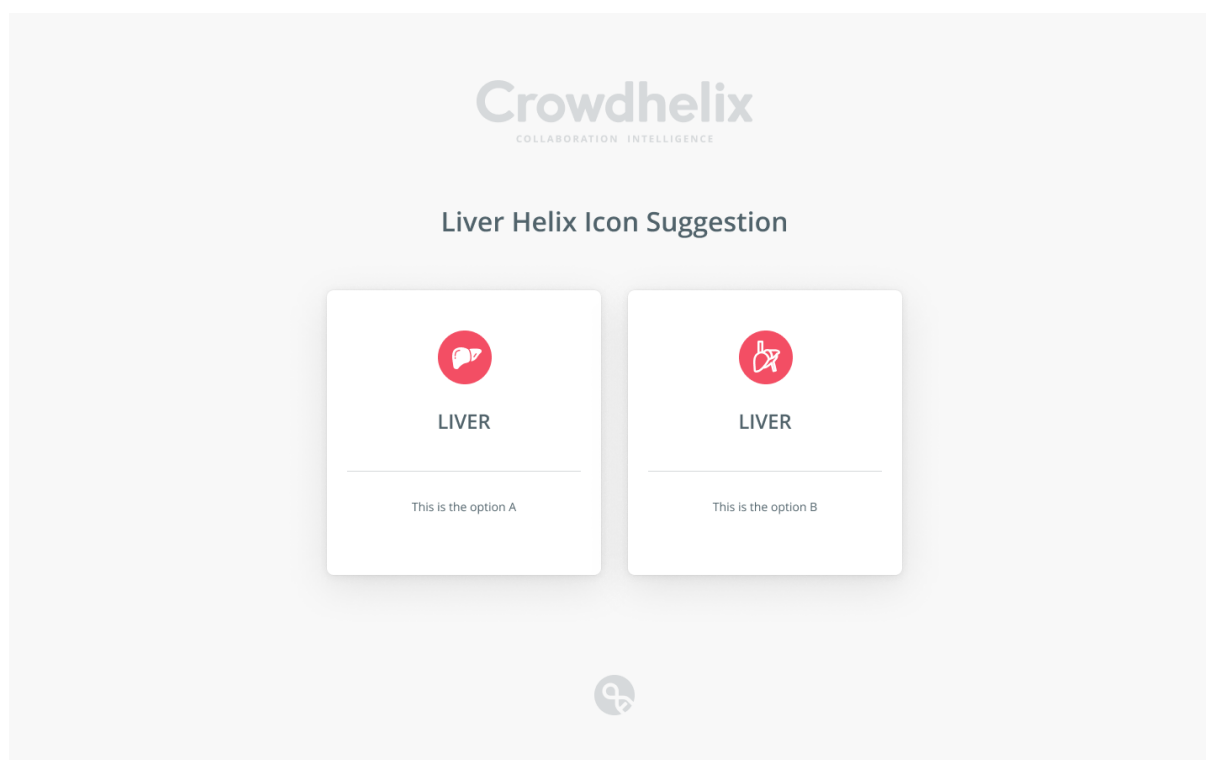 Crowdhelix
COLLABORATION INTELLIGENCE
Liver Helix Icon Suggestion
LIVER
This is the option A
LIVER
This is the option B